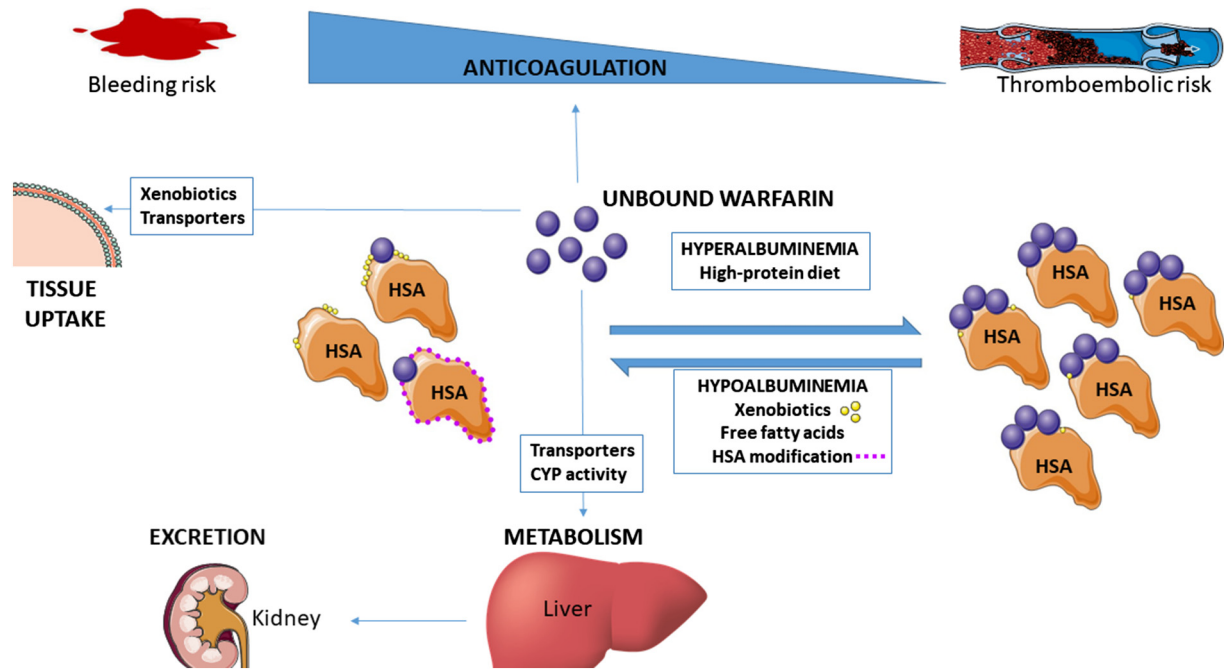 Bleeding risk
ANTICOAGULATION
Thromboembolic risk
Xenobiotics
Transporters
TISSUE
UPTAKE
UNBOUND WARFARIN
HYPERALBUMINEMIA
High-protein diet
HSA
HSA
HSA
HYPOALBUMINEMIA
Xenobiotics
Free fatty acids
HSA modification
HSA
HSA
HSA
HSA
HSA
Transporters
CYP activity
EXCRETION
METABOLISM
Kidney
Liver